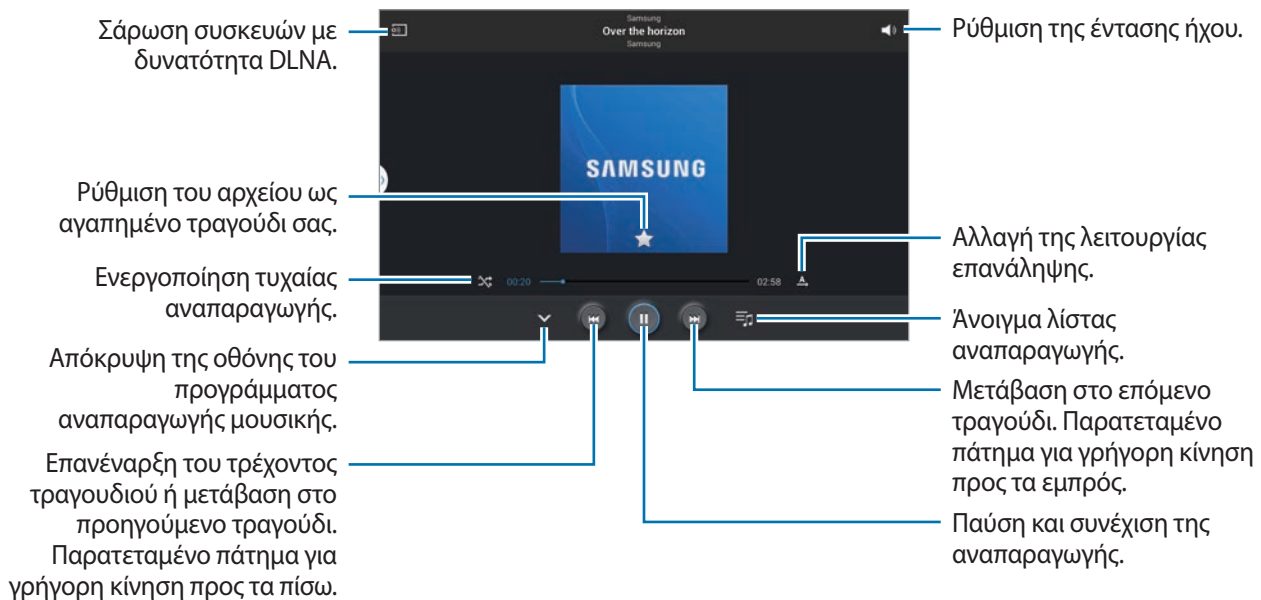 Σάρωση συσκευών με
δυνατότητα DLNA.
Ρύθμιση του αρχείου ως
αγαπημένο τραγούδι σας.
Ενεργοποίηση τυχαίας
αναπαραγωγής.
Απόκρυψη της οθόνης του
προγράμματος
αναπαραγωγής μουσικής.
Επανέναρξη του τρέχοντος
τραγουδιού ή μετάβαση στο
προηγούμενο τραγούδι.
Παρατεταμένο πάτημα για
γρήγορη κίνηση προς τα πίσω.
Samsung
Over the horizon
Samsung
SAMSUNG
00:20
02:58
Ρύθμιση της έντασης ήχου.
Αλλαγή της λειτουργίας
επανάληψης.
Άνοιγμα λίστας
αναπαραγωγής.
Μετάβαση στο επόμενο
τραγούδι. Παρατεταμένο
πάτημα για γρήγορη κίνηση
προς τα εμπρός.
Παύση και συνέχιση της
αναπαραγωγής.